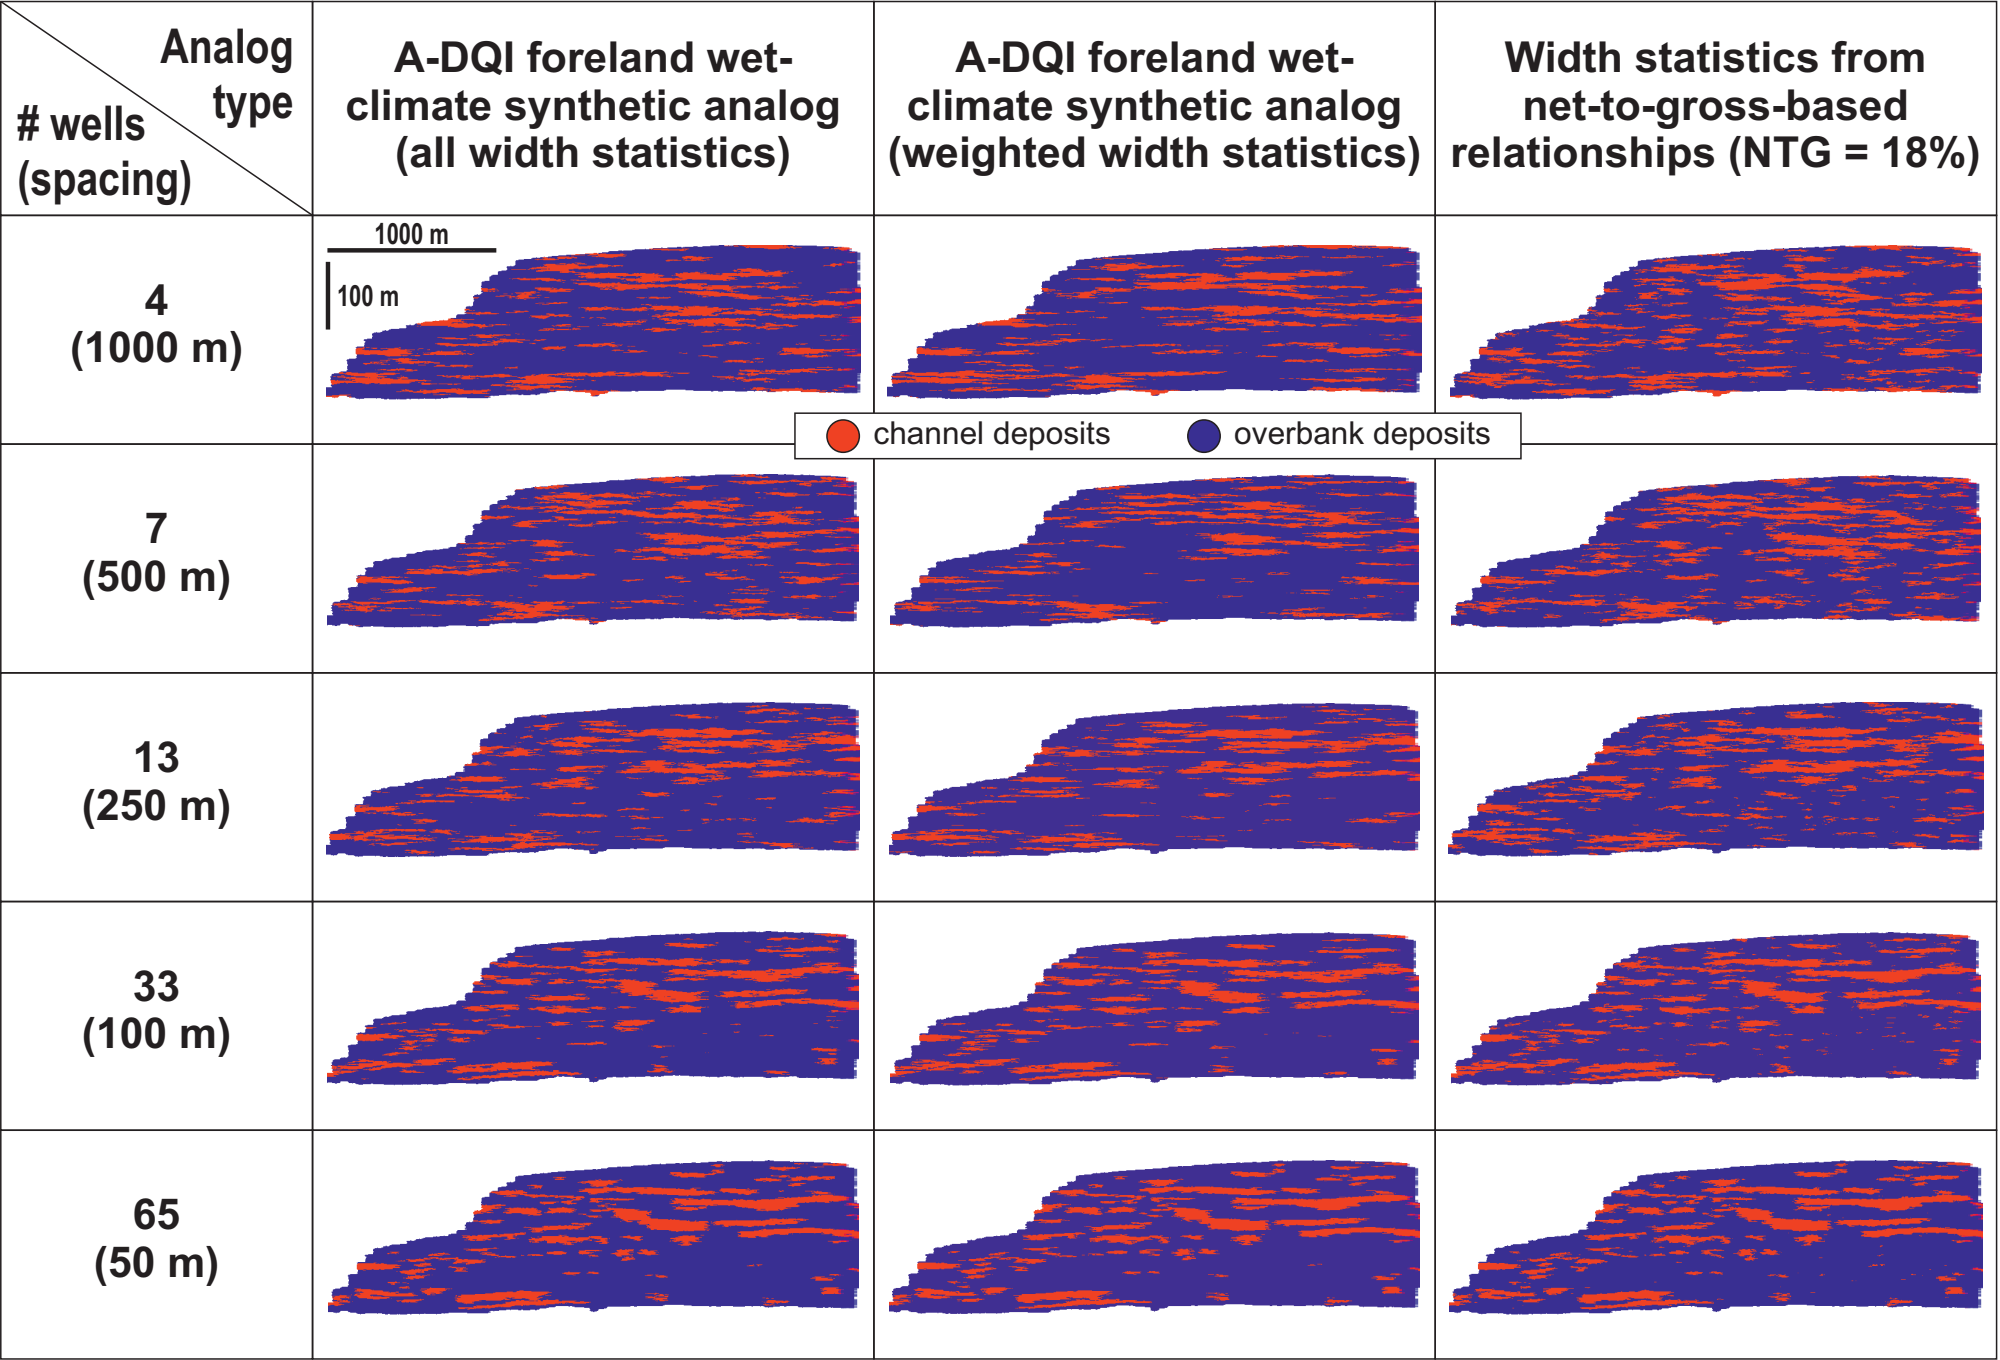 Analog
type
# wells
(spacing)
A-DQI foreland wet-
climate synthetic analog
(all width statistics)
A-DQI foreland wet-
climate synthetic analog
(weighted width statistics)
Width statistics from
net-to-gross-based
relationships (NTG = 18%)
4
(1000 m)
1000 m
100 m
channel deposits
overbank deposits
7
(500 m)
13
(250 m)
33
(100 m)
65
(50 m)